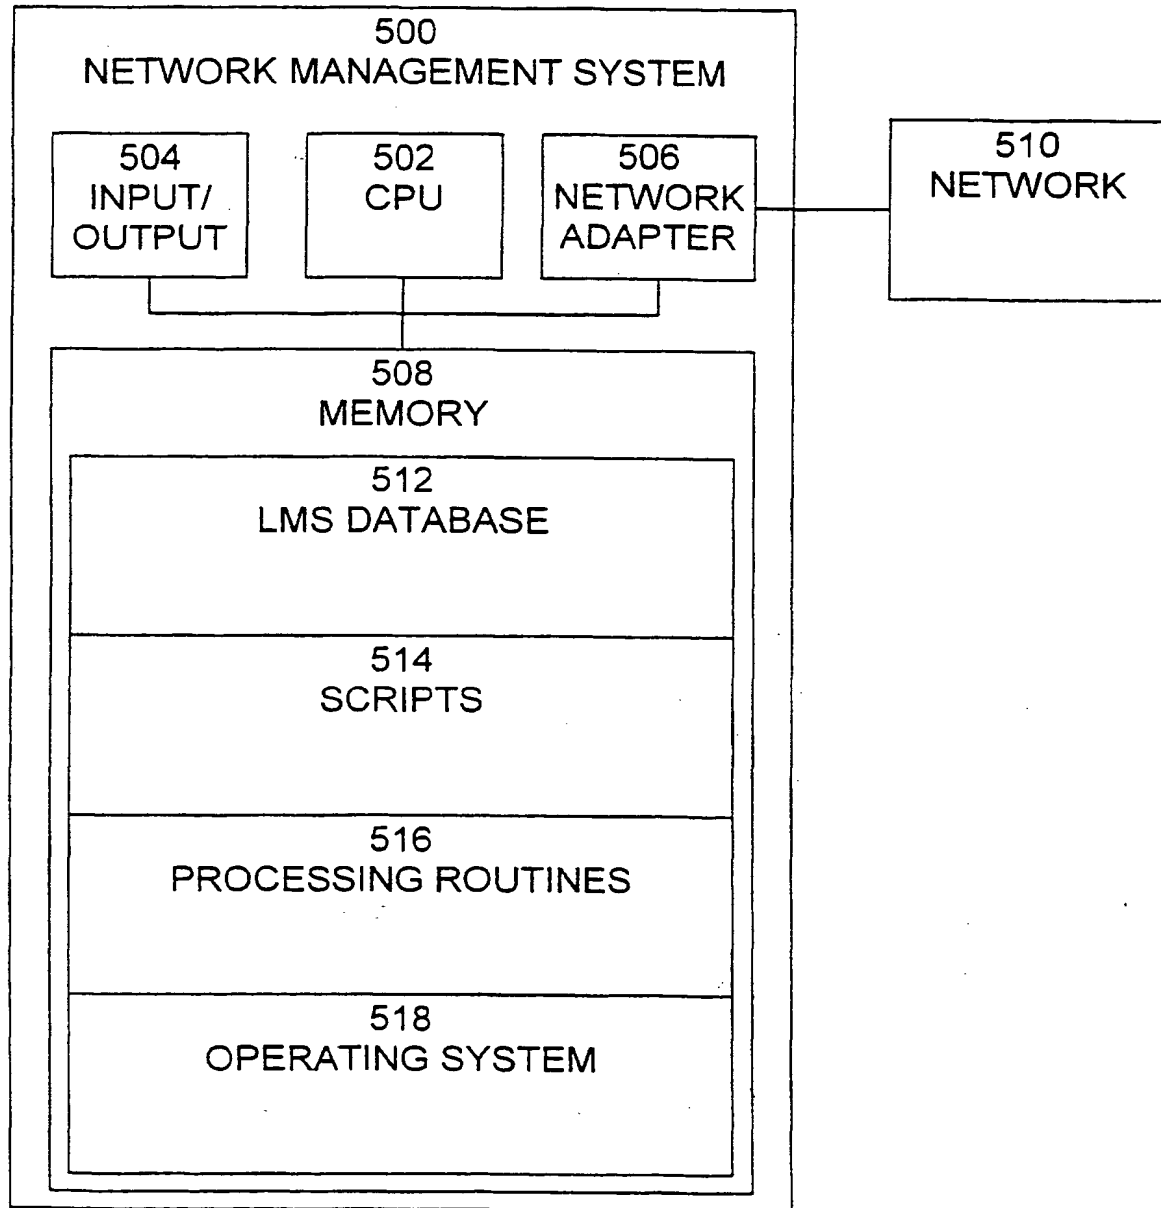 500
NETWORK MANAGEMENT SYSTEM
504
INPUT/
OUTPUT
502
CPU
506
NETWORK
ADAPTER
510
NETWORK
508
MEMORY
512
LMS DATABASE
514
SCRIPTS
516
PROCESSING ROUTINES
518
OPERATING SYSTEM